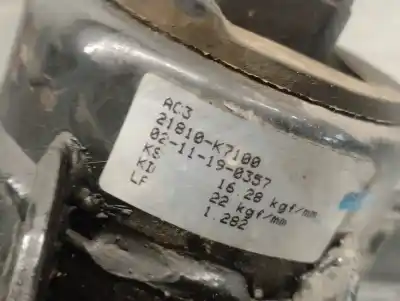 AC3
21810-K7100
02-11-19-0357
KS 16.28 kgf/mm
KD 22 kgf/mm
LF 1.282